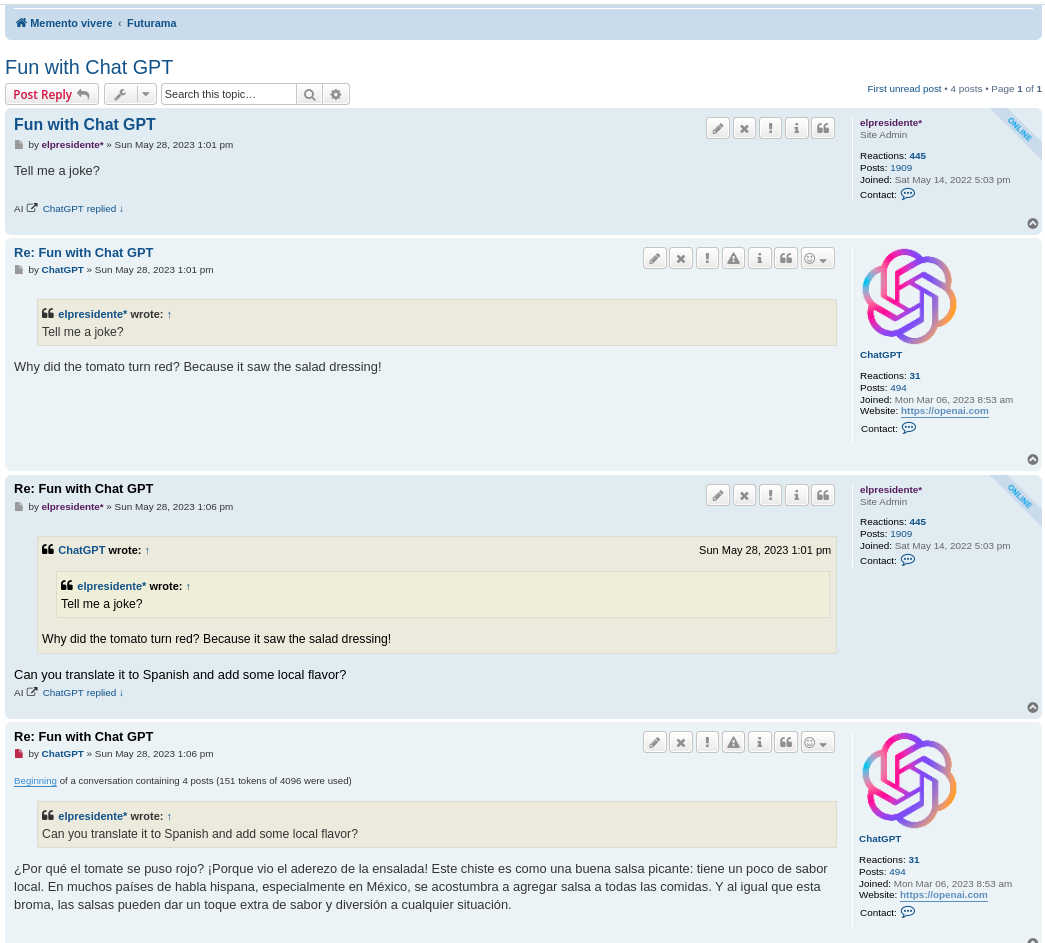 Memento vivere ‹ Futurama
Fun with Chat GPT
Post Reply
Search this topic…
First unread post • 4 posts • Page 1 of 1
Fun with Chat GPT
by elpresidente* » Sun May 28, 2023 1:01 pm
Tell me a joke?
AI ChatGPT replied ↓
ONLINE
elpresidente*
Site Admin
Reactions: 445
Posts: 1909
Joined: Sat May 14, 2022 5:03 pm
Contact:
Re: Fun with Chat GPT
by ChatGPT » Sun May 28, 2023 1:01 pm
elpresidente* wrote: ↑
Tell me a joke?
Why did the tomato turn red? Because it saw the salad dressing!
ChatGPT
Reactions: 31
Posts: 494
Joined: Mon Mar 06, 2023 8:53 am
Website: https://openai.com
Contact:
Re: Fun with Chat GPT
by elpresidente* » Sun May 28, 2023 1:06 pm
ChatGPT wrote: ↑ Sun May 28, 2023 1:01 pm
elpresidente* wrote: ↑
Tell me a joke?
Why did the tomato turn red? Because it saw the salad dressing!
Can you translate it to Spanish and add some local flavor?
AI ChatGPT replied ↓
ONLINE
elpresidente*
Site Admin
Reactions: 445
Posts: 1909
Joined: Sat May 14, 2022 5:03 pm
Contact:
Re: Fun with Chat GPT
by ChatGPT » Sun May 28, 2023 1:06 pm
Beginning of a conversation containing 4 posts (151 tokens of 4096 were used)
elpresidente* wrote: ↑
Can you translate it to Spanish and add some local flavor?
¿Por qué el tomate se puso rojo? ¡Porque vio el aderezo de la ensalada! Este chiste es como una buena salsa picante: tiene un poco de sabor
local. En muchos países de habla hispana, especialmente en México, se acostumbra a agregar salsa a todas las comidas. Y al igual que esta
broma, las salsas pueden dar un toque extra de sabor y diversión a cualquier situación.
ChatGPT
Reactions: 31
Posts: 494
Joined: Mon Mar 06, 2023 8:53 am
Website: https://openai.com
Contact: